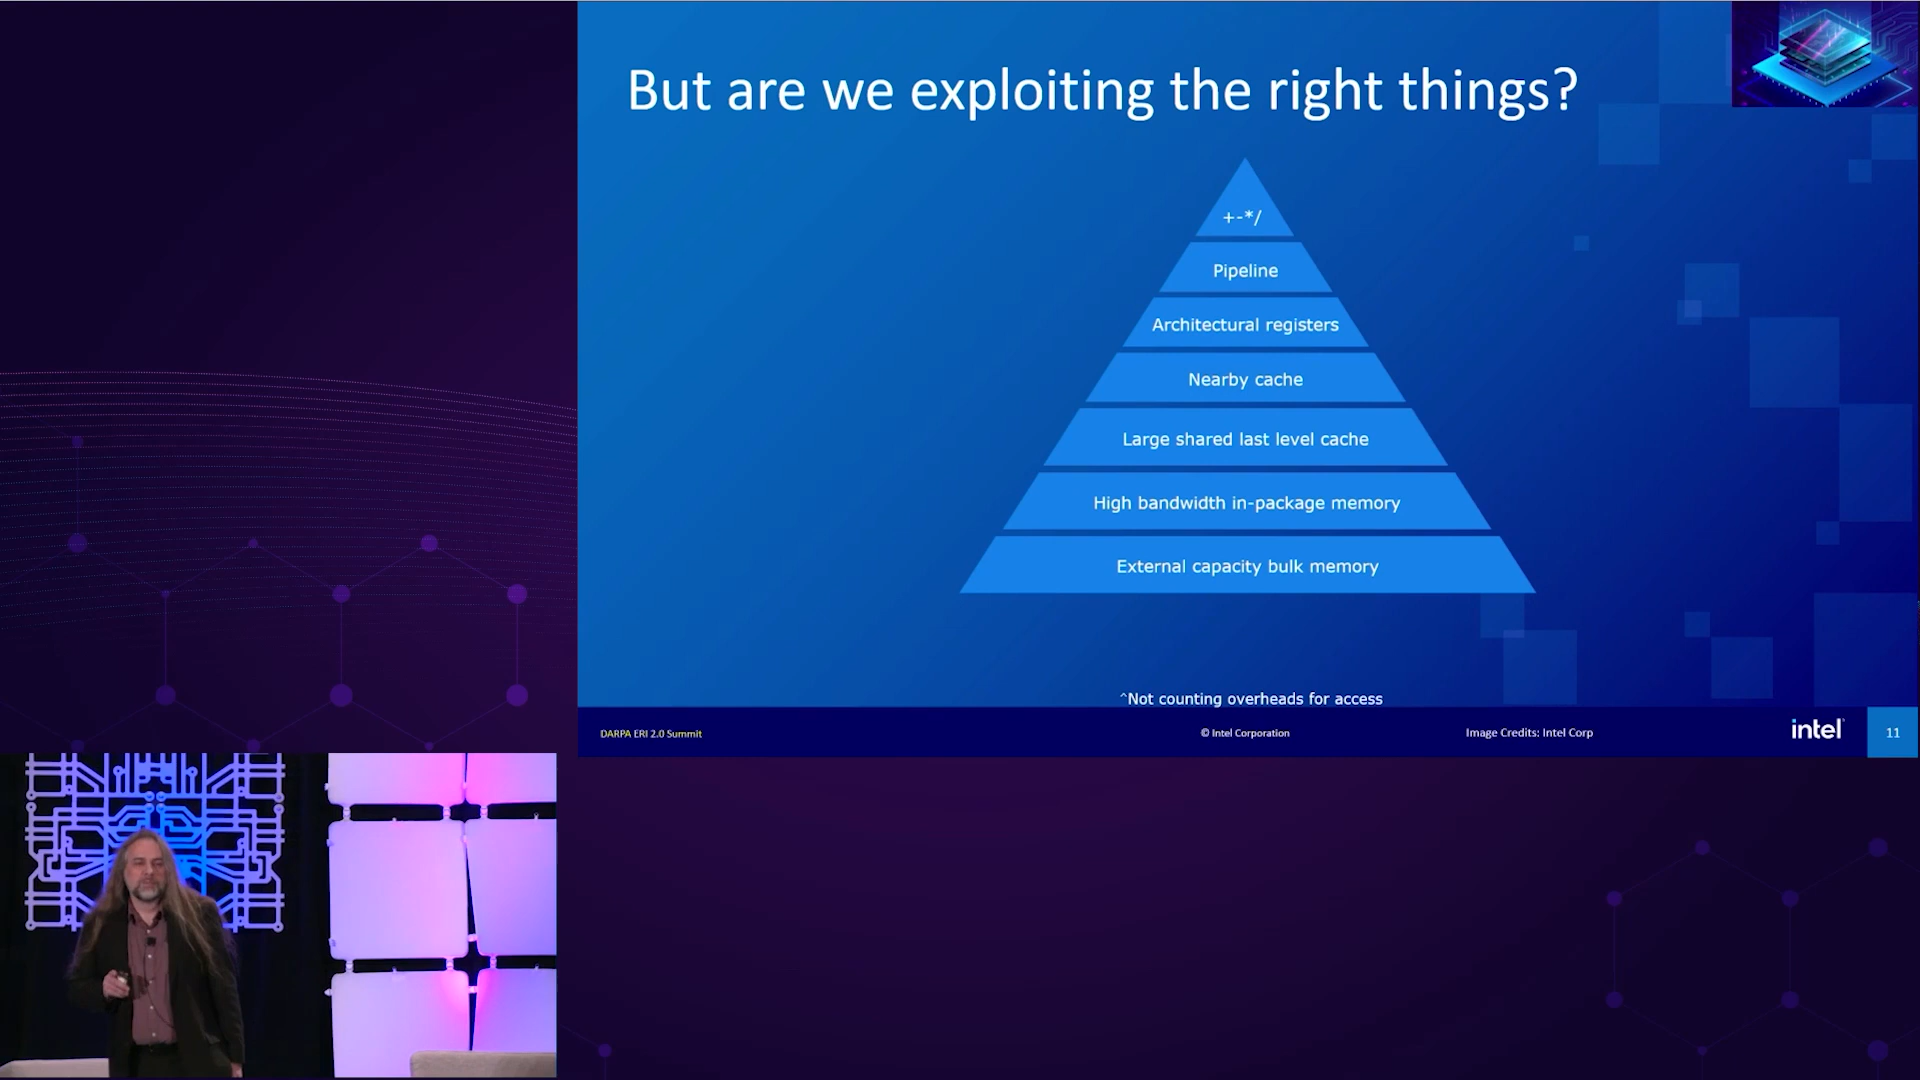 But are we exploiting the right things?
+-*/
Pipeline
Architectural registers
Nearby cache
Large shared last level cache
High bandwidth in-package memory
External capacity bulk memory
^Not counting overheads for access
DARPA ERI 2.0 Summit
© Intel Corporation
Image Credits: Intel Corp
intel
11